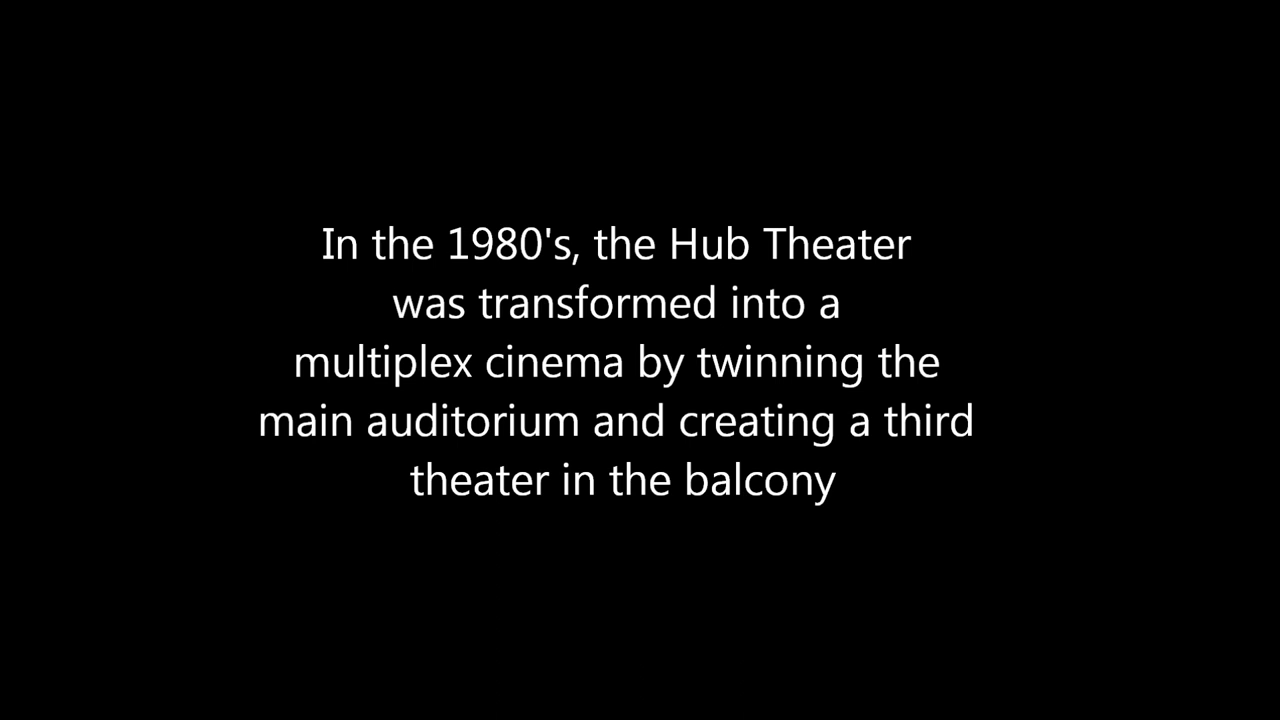 In the 1980's, the Hub Theater
was transformed into a
multiplex cinema by twinning the
main auditorium and creating a third
theater in the balcony